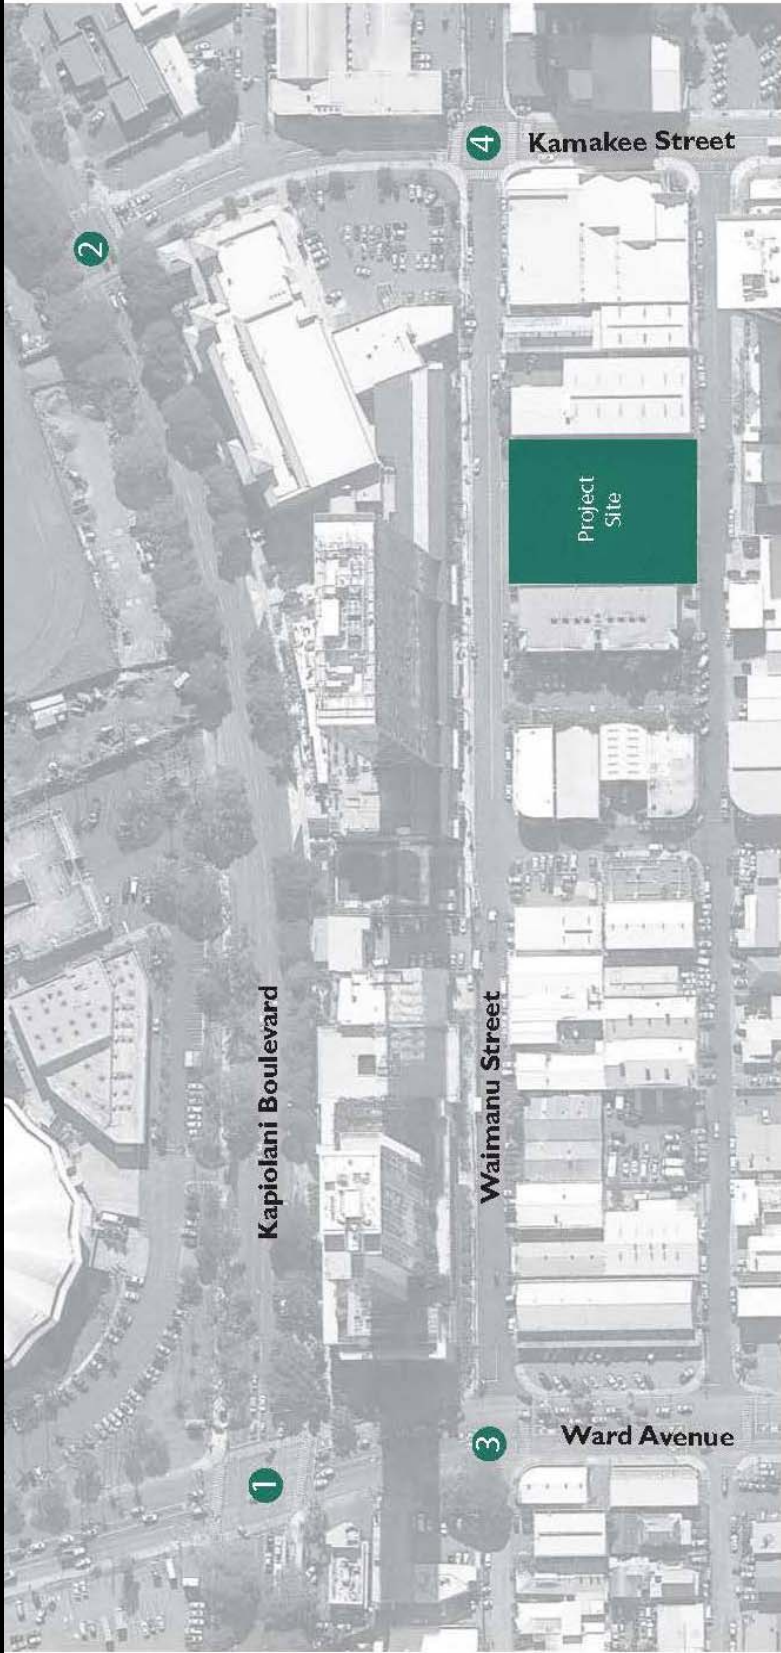 4
Kamakee Street
2
Project
Site
Kapiolani Boulevard
Waimanu Street
3
Ward Avenue
1